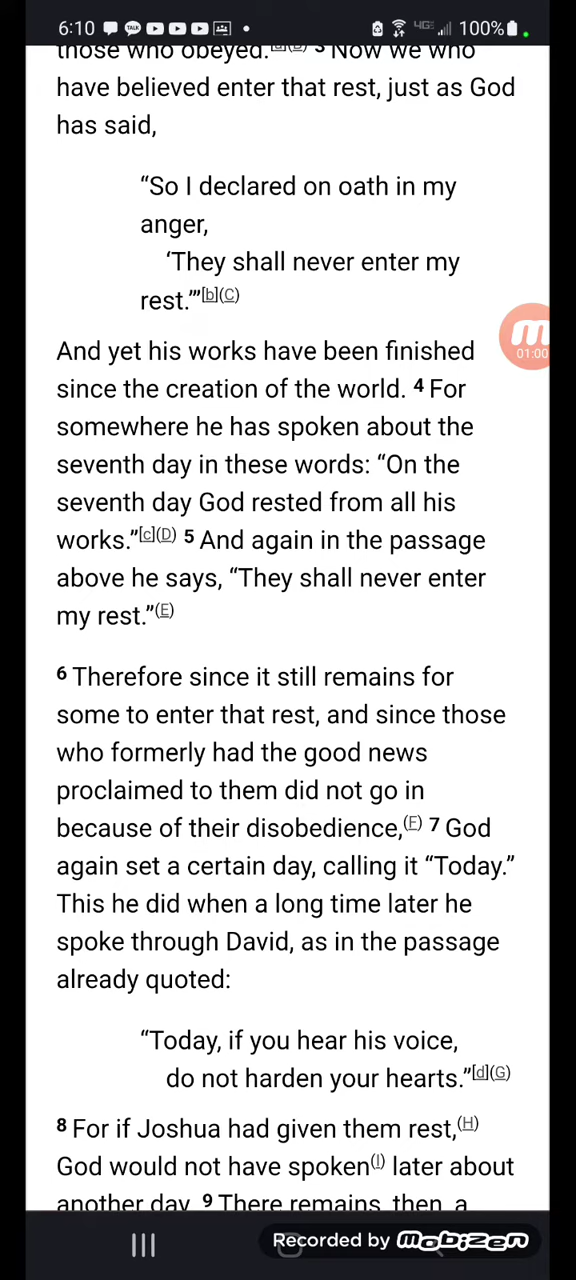 6:10 TALK 4GE 100%
those who obeyed.[a](B) 3 Now we who
have believed enter that rest, just as God
has said,
“So I declared on oath in my
anger,
‘They shall never enter my
rest.’”[b](C)
And yet his works have been finished
since the creation of the world. 4 For
somewhere he has spoken about the
seventh day in these words: “On the
seventh day God rested from all his
works.”[c](D) 5 And again in the passage
above he says, “They shall never enter
my rest.”(E)
6 Therefore since it still remains for
some to enter that rest, and since those
who formerly had the good news
proclaimed to them did not go in
because of their disobedience,(F) 7 God
again set a certain day, calling it “Today.”
This he did when a long time later he
spoke through David, as in the passage
already quoted:
“Today, if you hear his voice,
do not harden your hearts.”[d](G)
8 For if Joshua had given them rest,(H)
God would not have spoken(I) later about
another day. 9 There remains, then, a
m
01:00
Recorded by mobizen